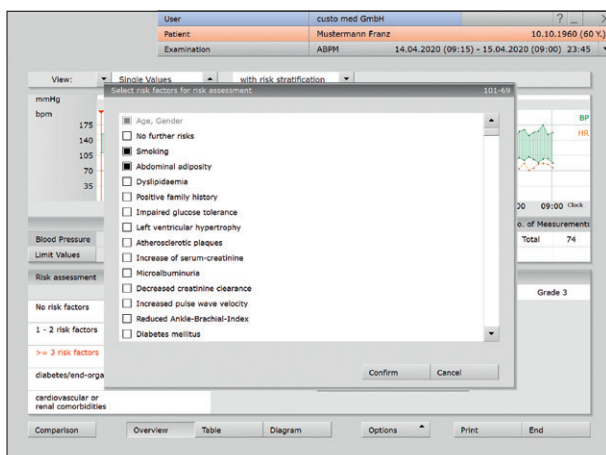 User custo med GmbH ? _ X
Patient Mustermann Franz 10.10.1960 (60 Y.)
Examination ABPM 14.04.2020 (09:15) - 15.04.2020 (09:00) 23:45
View: Single Values with risk stratification
Select risk factors for risk assessment 101-69
mmHg
bpm
175
140
105
70
35
BP
HR
00 09:00 Clock
Age, Gender
No further risks
Smoking
Abdominal adiposity
Dyslipidaemia
Positive family history
Impaired glucose tolerance
Left ventricular hypertrophy
Atherosclerotic plaques
Increase of serum-creatinine
Microalbuminuria
Decreased creatinine clearance
Increased pulse wave velocity
Reduced Ankle-Brachial-Index
Diabetes mellitus
Confirm Cancel
o. of Measurements
Blood Pressure Total 74
Limit Values
Risk assessment
Grade 3
No risk factors
1 - 2 risk factors
>= 3 risk factors
diabetes/end-orga
cardiovascular or
renal comorbidities
Comparison Overview Table Diagram Options Print End